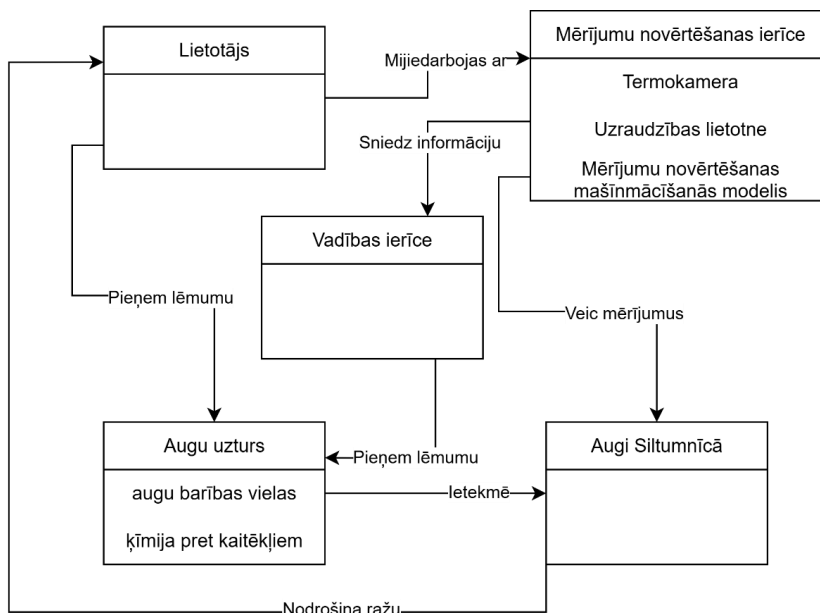 Lietotājs
Mijiedarbojas ar
Mērījumu novērtēšanas ierīce
Termokamera
Uzraudzības lietotne
Mērījumu novērtēšanas
mašīnmācīšanās modelis
Sniedz informāciju
Vadības ierīce
Pieņem lēmumu
Veic mērījumus
Augu uzturs
augu barības vielas
ķīmija pret kaitēkļiem
Pieņem lēmumu
Ietekmē
Augi Siltumnīcā
Nodrošina ražu